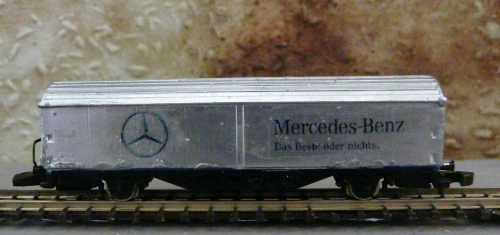 Mercedes-Benz
Das Beste oder nichts.